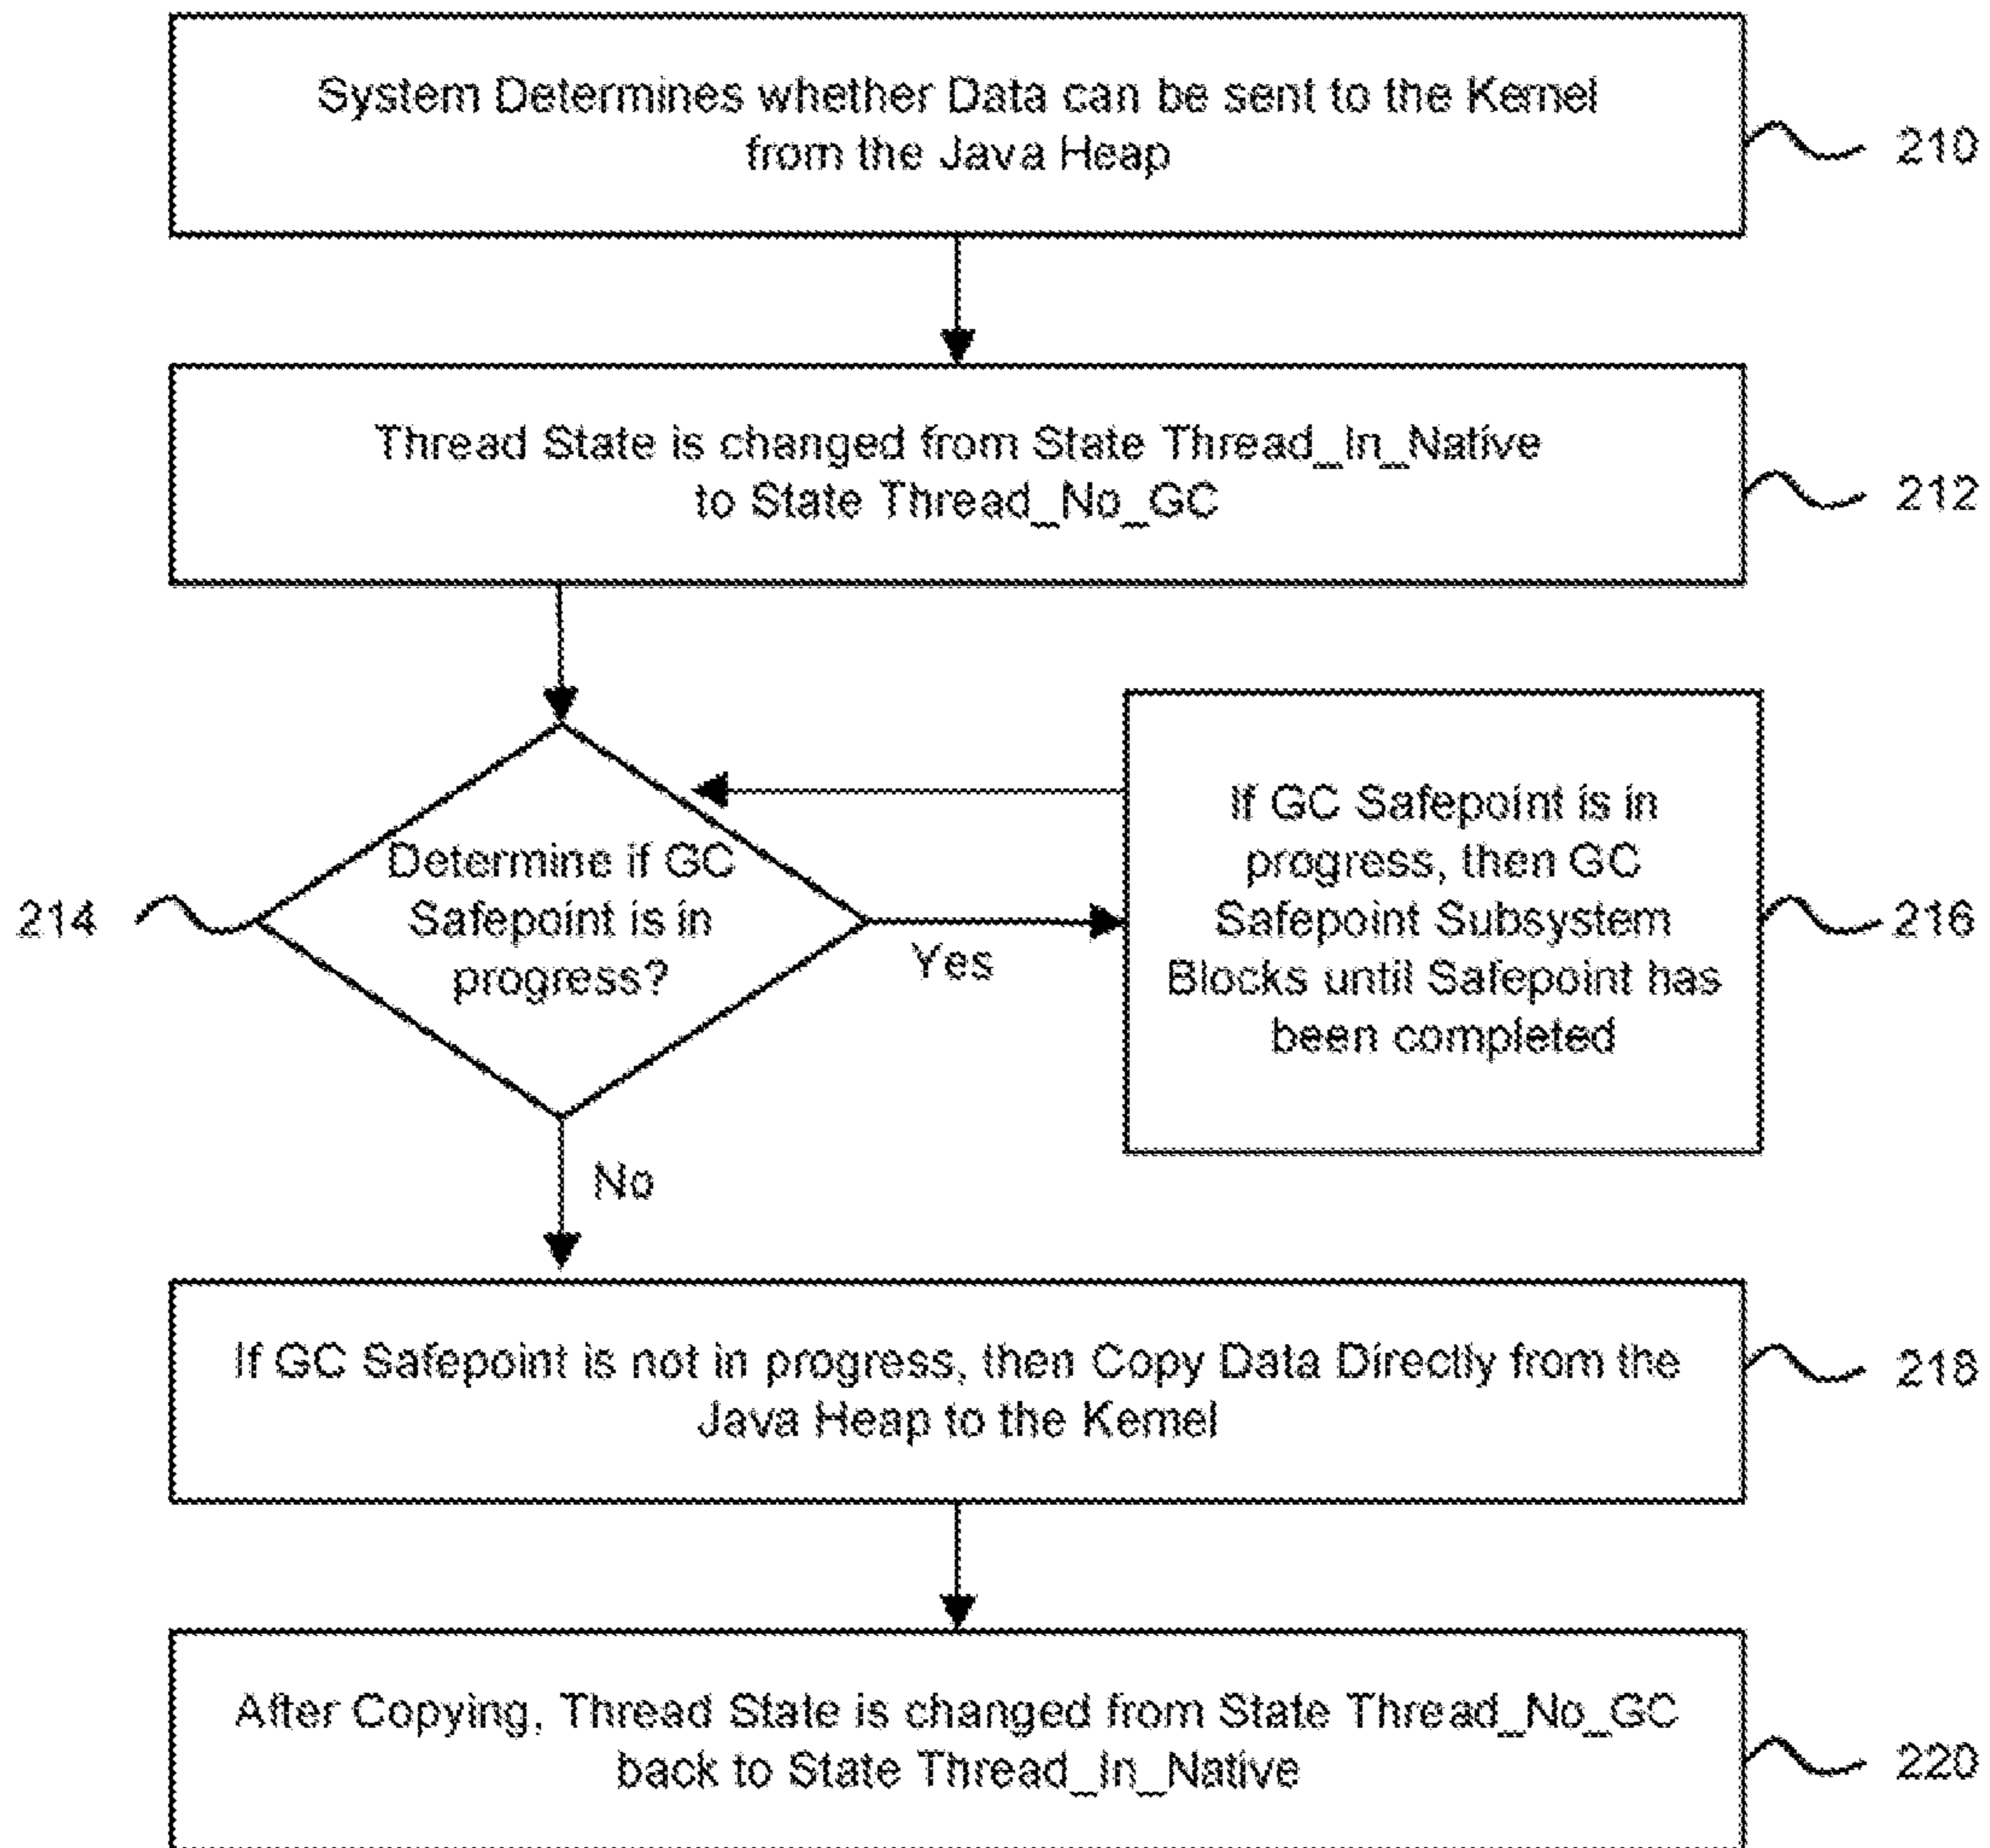 System Determines whether Data can be sent to the Kernel
from the Java Heap
210
Thread State is changed from State Thread_In_Native
to State Thread_No_GC
212
Determine if GC
Safepoint is in
progress?
214
Yes
If GC Safepoint is in
progress, then GC
Safepoint Subsystem
Blocks until Safepoint has
been completed
216
No
If GC Safepoint is not in progress, then Copy Data Directly from the
Java Heap to the Kernel
218
After Copying, Thread State is changed from State Thread_No_GC
back to State Thread_In_Native
220